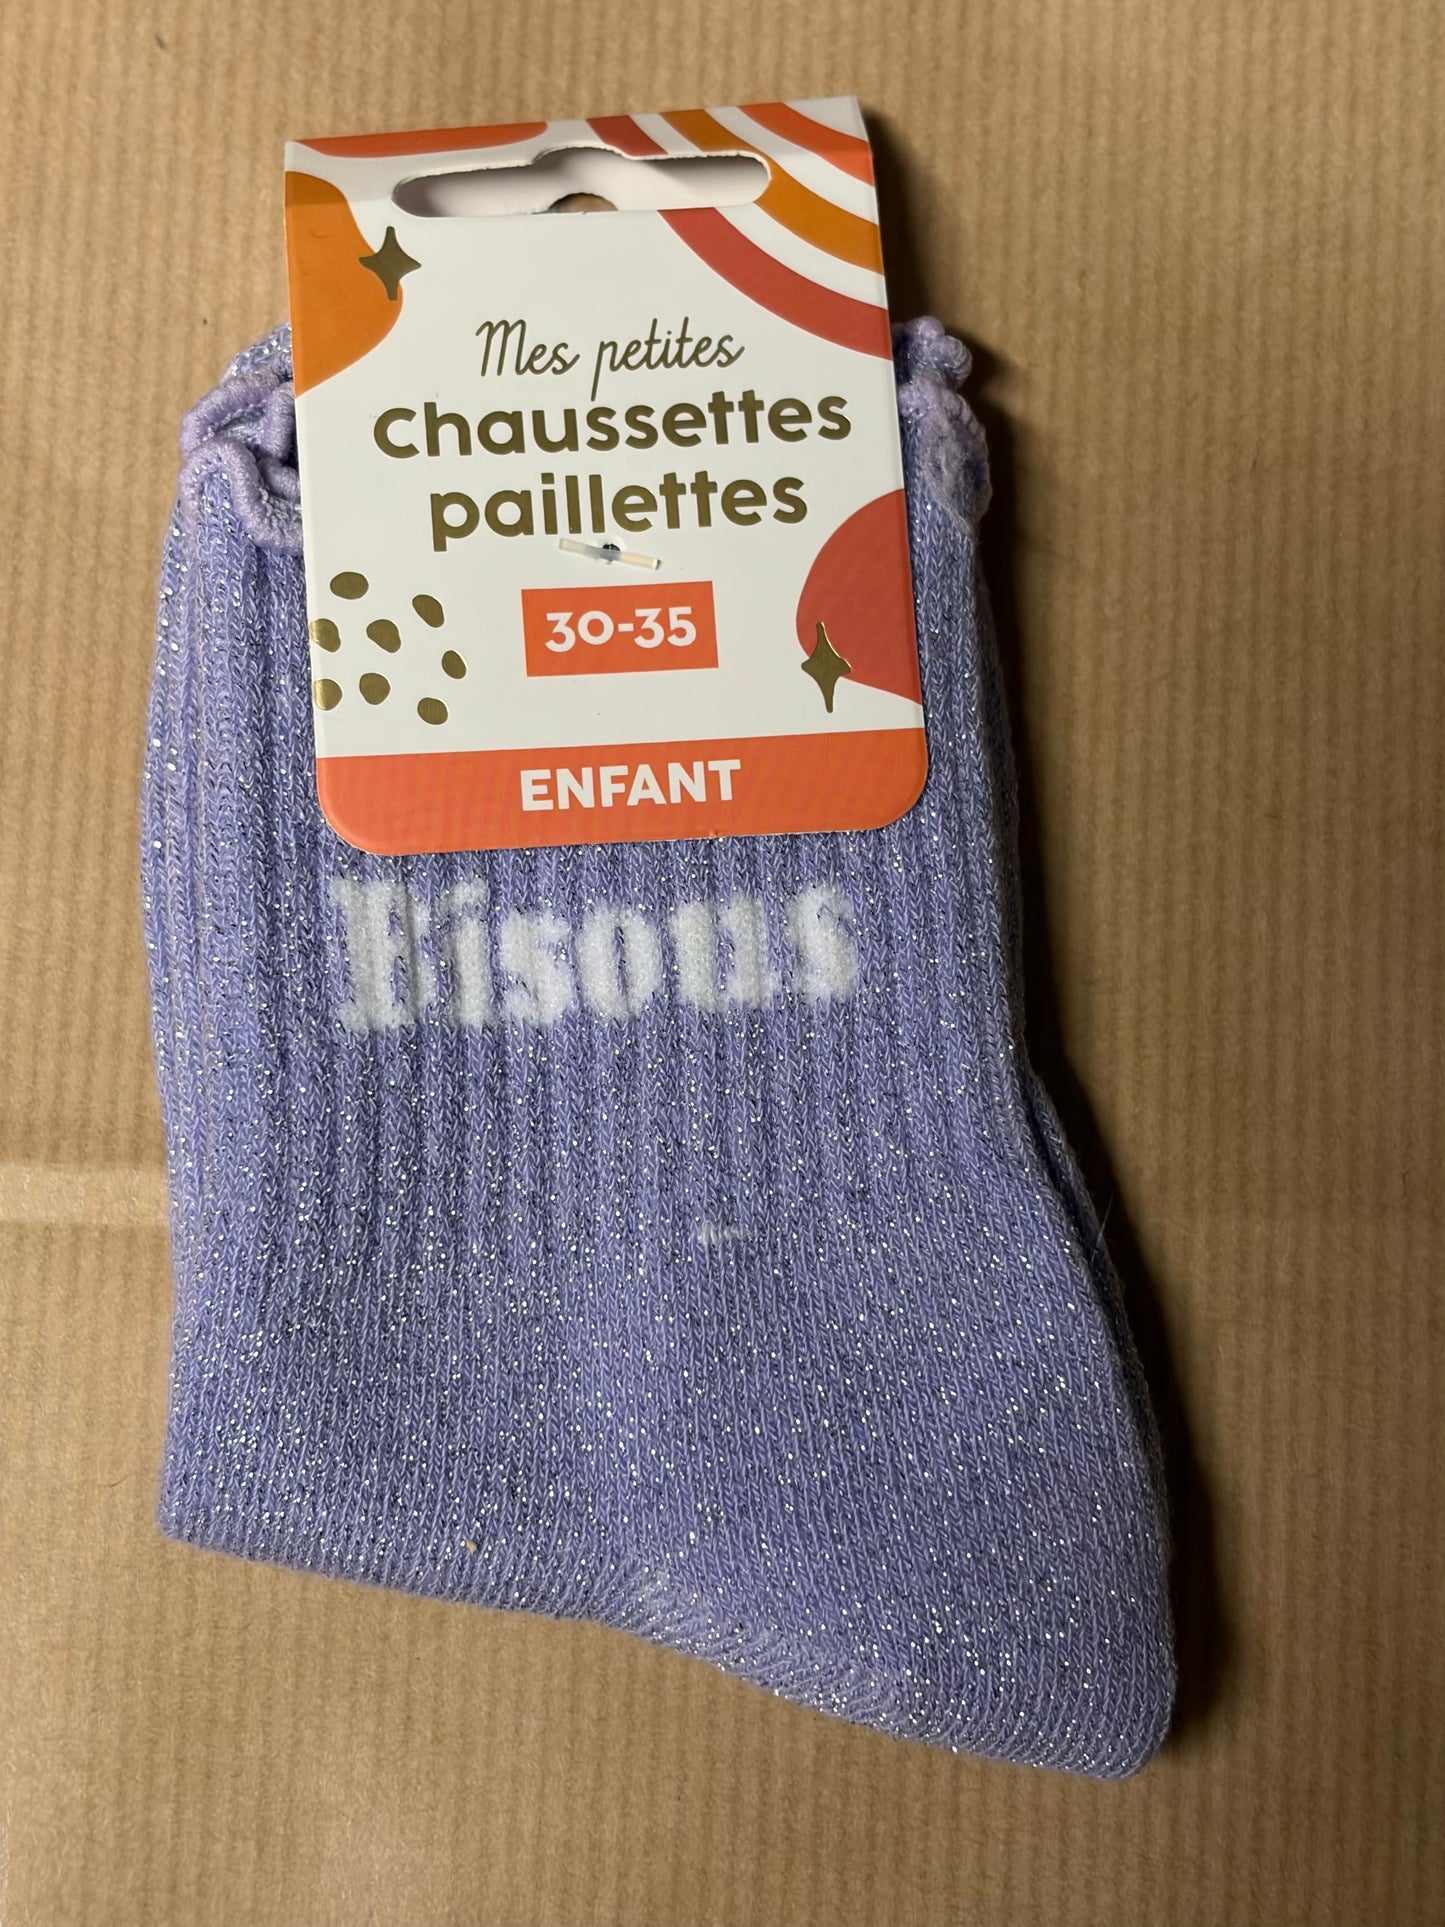 Mes petites
chaussettes
paillettes
30-35
ENFANT
Bisous